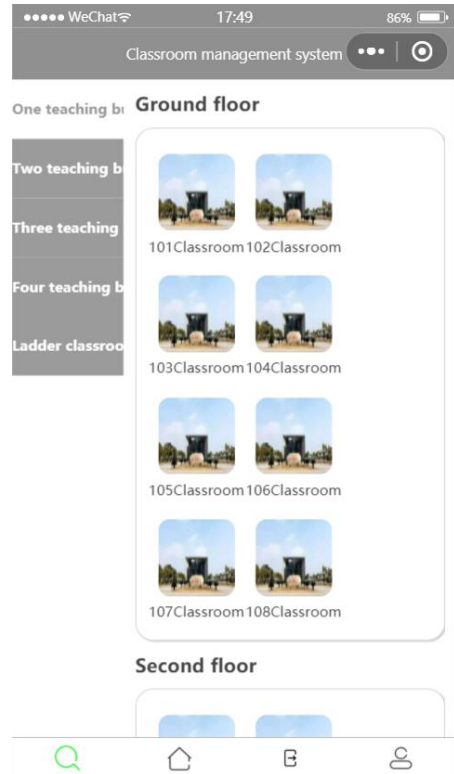 WeChat 17:49 86%
Classroom management system
One teaching
Ground floor
Two teaching
Three teaching
Four teaching
Ladder
101Classroom 102Classroom
103Classroom 104Classroom
105Classroom 106Classroom
107Classroom 108Classroom
Second floor